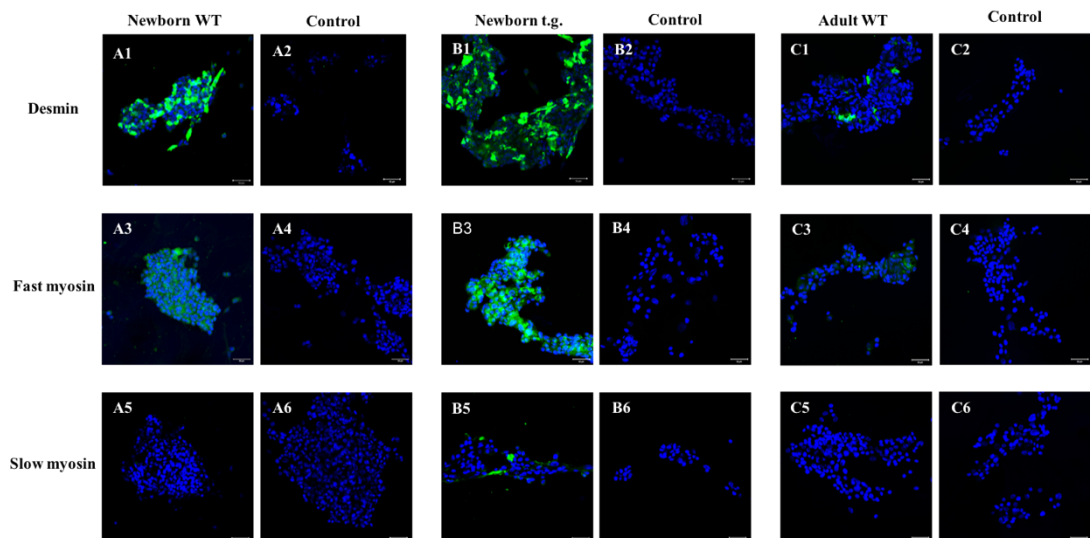 Newborn WT Control Newborn t.g. Control Adult WT Control
Desmin A1 A2 B1 B2 C1 C2
Fast myosin A3 A4 B3 B4 C3 C4
Slow myosin A5 A6 B5 B6 C5 C6